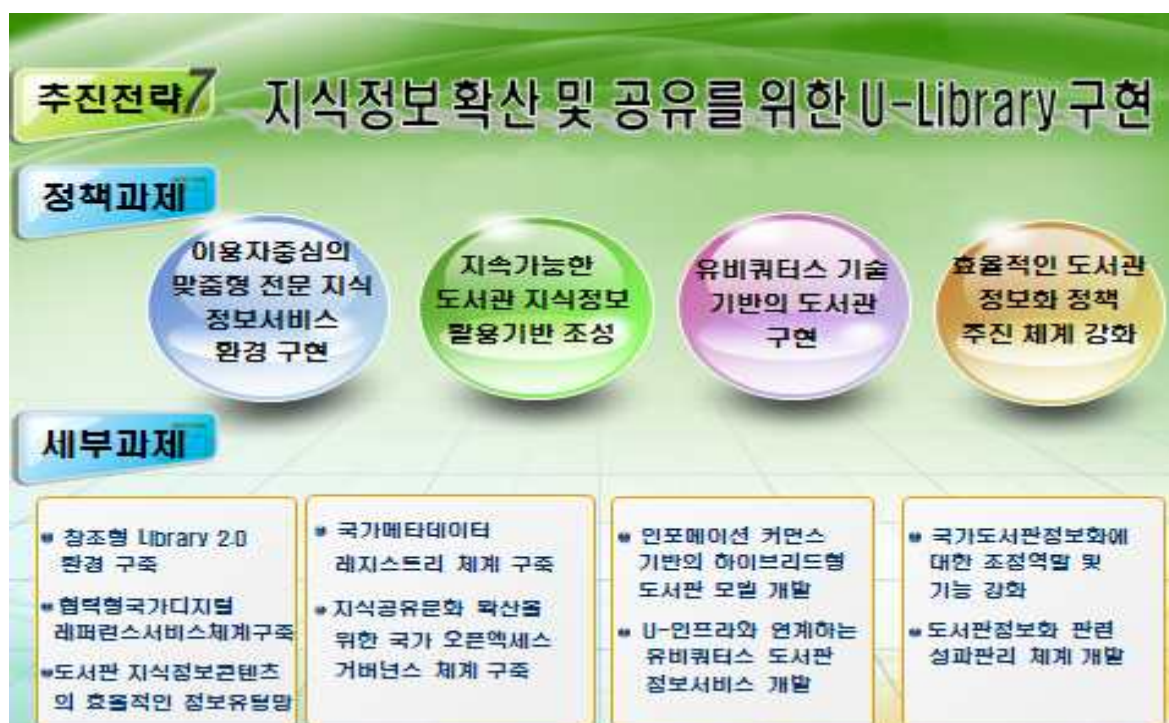 추진전략7
지식정보 확산 및 공유를 위한 U-Library 구현
정책과제
이용자중심의
맞춤형 전문 지식
정보서비스
환경 구현
지속가능한
도서관 지식정보
활용기반 조성
유비쿼터스 기술
기반의 도서관
구현
효율적인 도서관
정보화 정책
추진 체계 강화
세부과제
창조형 Library 2.0
환경 구축
협력형국가디지털
레퍼런스서비스체계구축
도서관 지식정보콘텐츠
의 효율적인 정보유통망
국가메타데이터
레지스트리 체계 구축
지식공유문화 확산을
위한 국가 오픈액세스
거버넌스 체계 구축
인포메이션 커먼스
기반의 하이브리드형
도서관 모델 개발
U-인프라와 연계하는
유비쿼터스 도서관
정보서비스 개발
국가도서관정보화에
대한 조정역할 및
기능 강화
도서관정보화 관련
성과관리 체계 개발